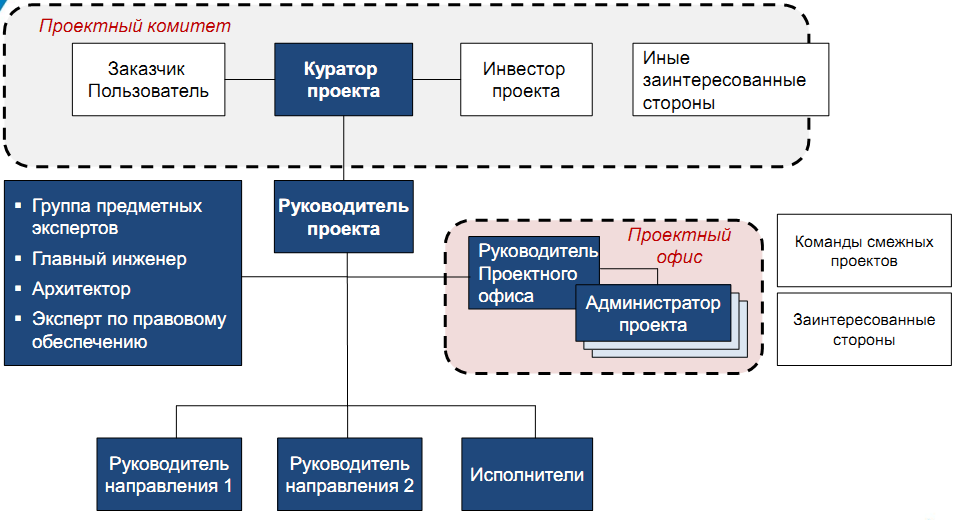 Проектный комитет
Заказчик
Пользователь
Куратор
проекта
Инвестор
проекта
Иные
заинтересованные
стороны
▪ Группа предметных
экспертов
▪ Главный инженер
▪ Архитектор
▪ Эксперт по правовому
обеспечению
Руководитель
проекта
Проектный
офис
Руководитель
Проектного
офиса
Администратор
проекта
Команды смежных
проектов
Заинтересованные
стороны
Руководитель
направления 1
Руководитель
направления 2
Исполнители